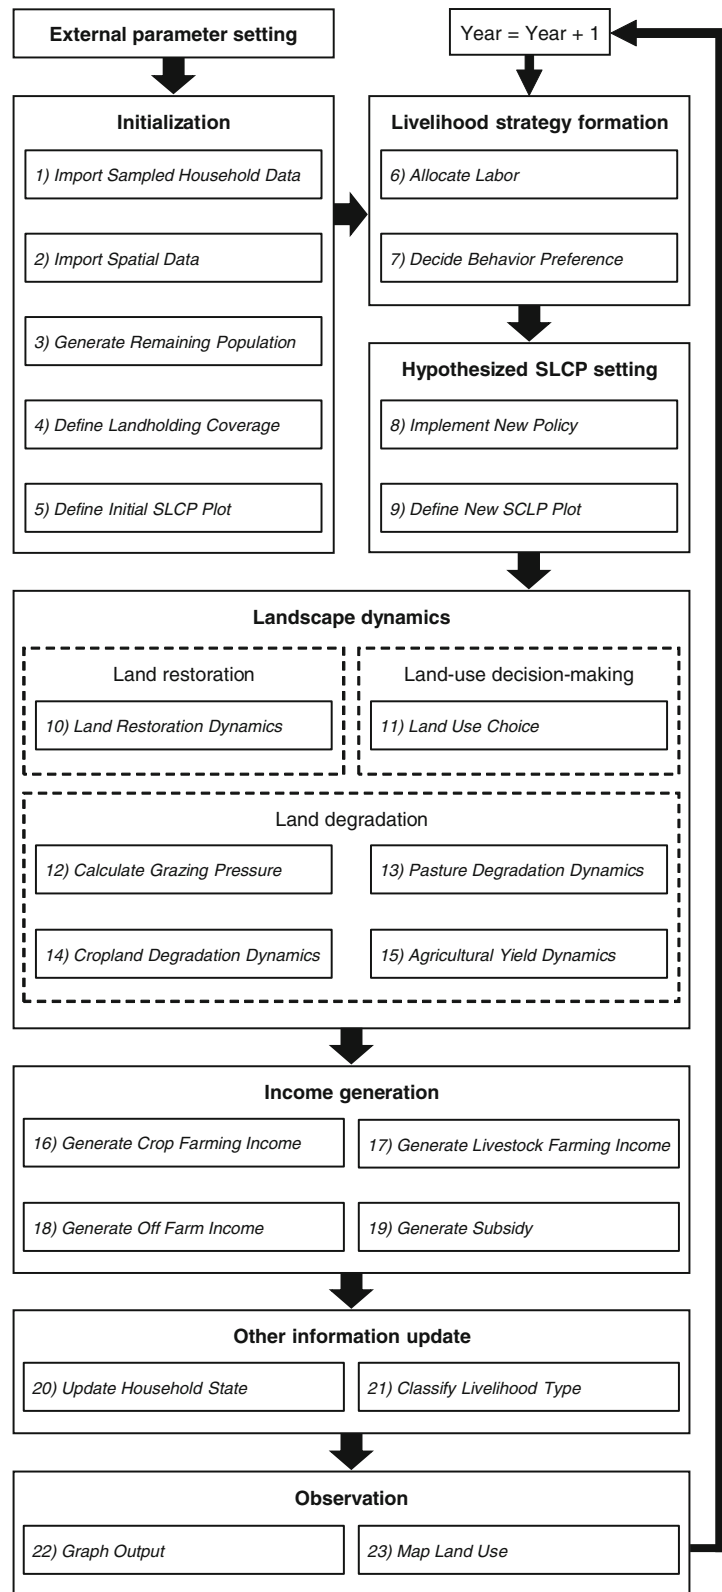 External parameter setting
Year = Year + 1
Initialization
1) Import Sampled Household Data
2) Import Spatial Data
3) Generate Remaining Population
4) Define Landholding Coverage
5) Define Initial SLCP Plot
Livelihood strategy formation
6) Allocate Labor
7) Decide Behavior Preference
Hypothesized SLCP setting
8) Implement New Policy
9) Define New SCLP Plot
Landscape dynamics
Land restoration
10) Land Restoration Dynamics
Land-use decision-making
11) Land Use Choice
Land degradation
12) Calculate Grazing Pressure
13) Pasture Degradation Dynamics
14) Cropland Degradation Dynamics
15) Agricultural Yield Dynamics
Income generation
16) Generate Crop Farming Income
17) Generate Livestock Farming Income
18) Generate Off Farm Income
19) Generate Subsidy
Other information update
20) Update Household State
21) Classify Livelihood Type
Observation
22) Graph Output
23) Map Land Use